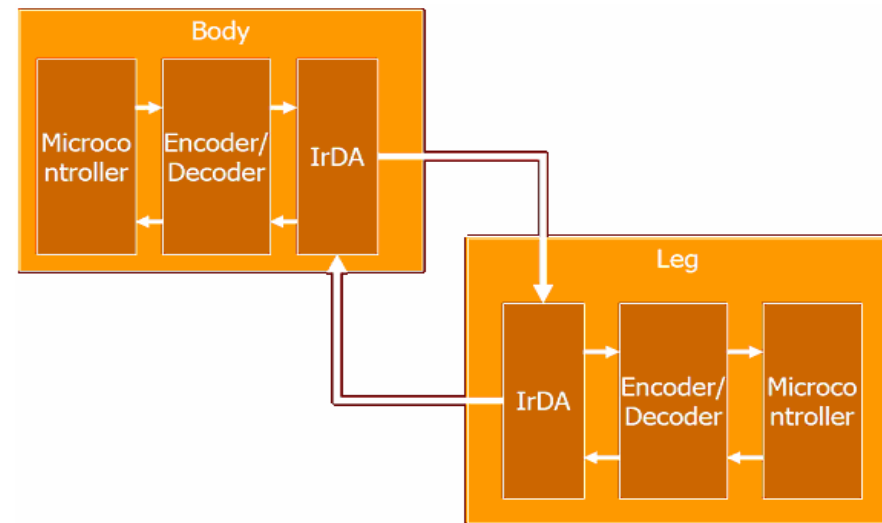 Body
Microco
ntroller
Encoder/
Decoder
IrDA
Leg
IrDA
Encoder/
Decoder
Microco
ntroller